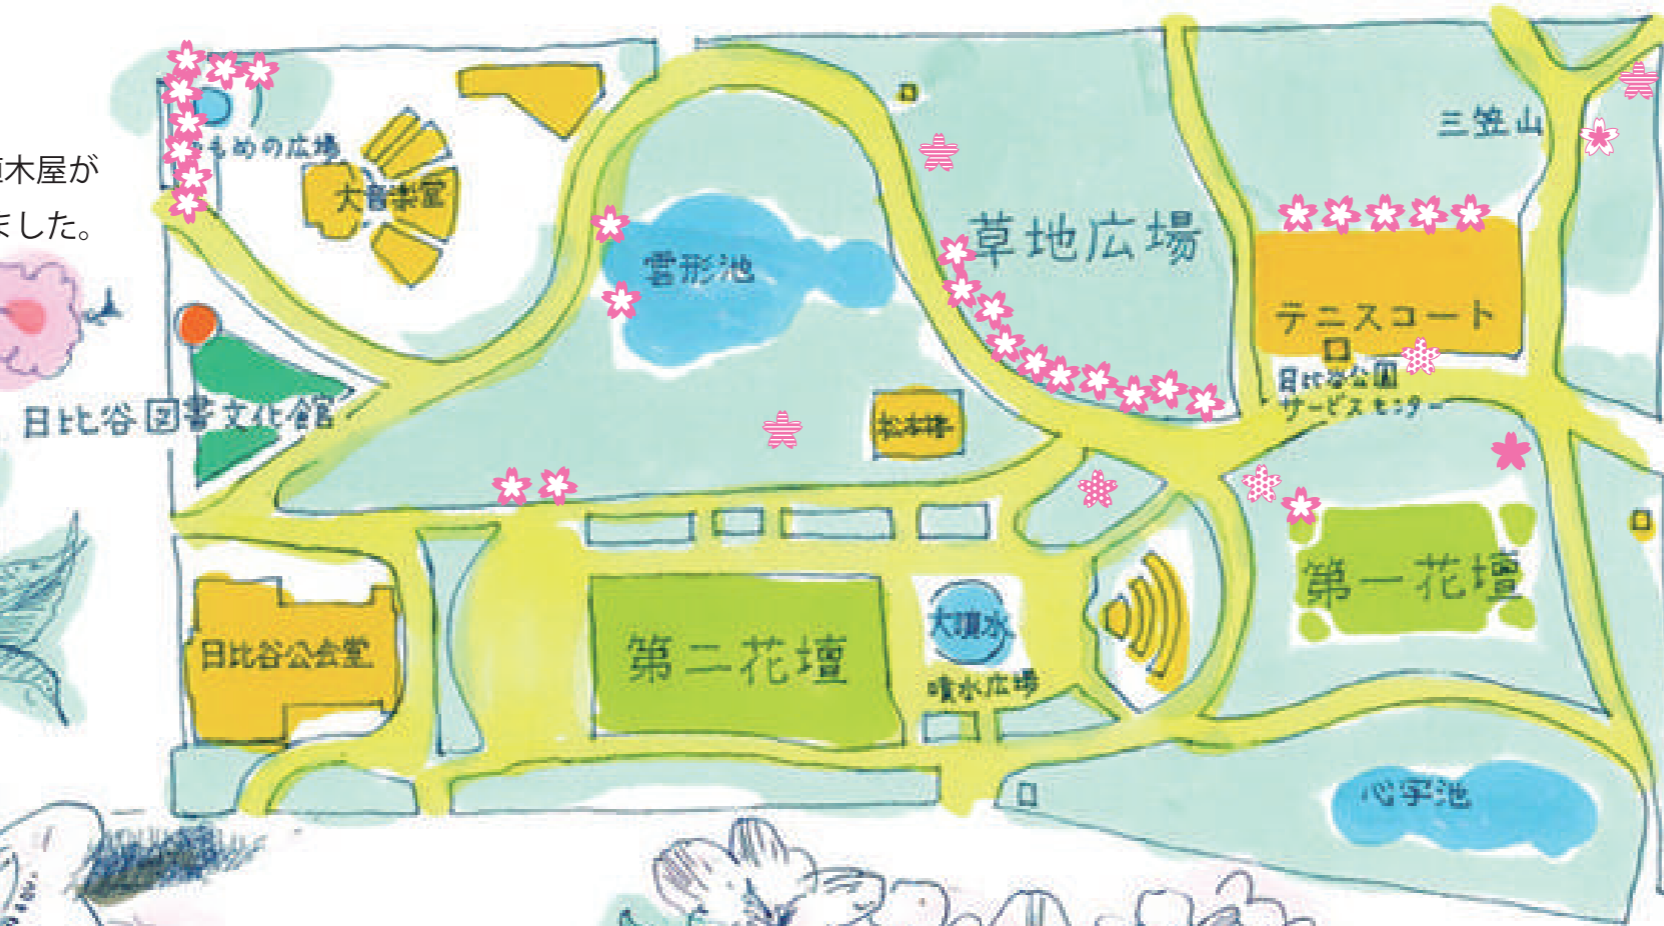 植木屋が
ました。
かもめの広場
大音楽堂
三笠山
草地広場
雲形池
テニスコート
日比谷公園
サービスセンター
日比谷図書文化館
松本楼
第一花壇
日比谷公会堂
第二花壇
大噴水
噴水広場
心字池